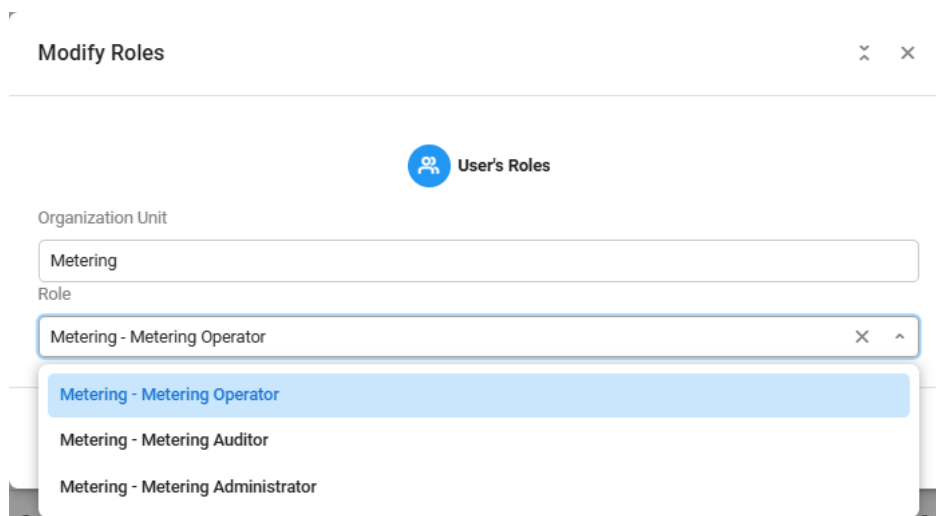 Modify Roles
User's Roles
Organization Unit
Metering
Role
Metering - Metering Operator
Metering - Metering Operator
Metering - Metering Auditor
Metering - Metering Administrator